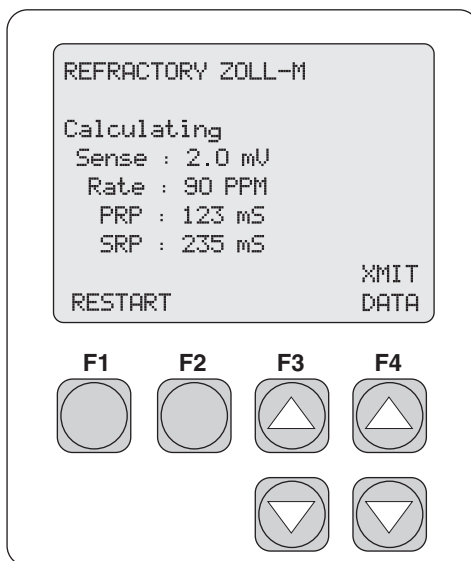 REFRACTORY ZOLL-M
Calculating
Sense : 2.0 mV
Rate : 90 PPM
PRP : 123 mS
SRP : 235 mS
XMIT
RESTART DATA
F1 F2 F3 F4